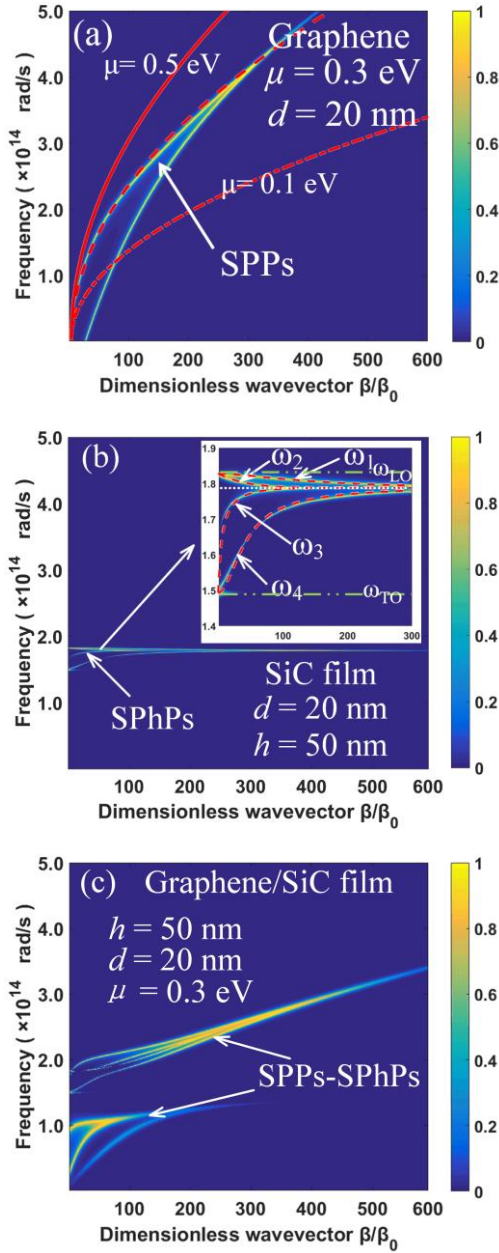 (a)
Graphene
μ= 0.5 eV
μ = 0.3 eV
d = 20 nm
μ= 0.1 eV
SPPs
5.0
4.0
3.0
2.0
1.0
Frequency ( ×10¹⁴ rad/s )
100 200 300 400 500 600
Dimensionless wavevector β/β₀
1
0.8
0.6
0.4
0.2
0
(b)
5.0
4.0
3.0
2.0
1.0
Frequency ( ×10¹⁴ rad/s )
1.9
1.8
1.7
1.6
1.5
1.4
0 100 200 300
ω₂
ω₁
ω_LO
ω₃
ω₄
ω_TO
SPhPs
SiC film
d = 20 nm
h = 50 nm
100 200 300 400 500 600
Dimensionless wavevector β/β₀
1
0.8
0.6
0.4
0.2
0
(c)
Graphene/SiC film
h = 50 nm
d = 20 nm
μ = 0.3 eV
SPPs-SPhPs
5.0
4.0
3.0
2.0
1.0
Frequency ( ×10¹⁴ rad/s )
100 200 300 400 500 600
Dimensionless wavevector β/β₀
1
0.8
0.6
0.4
0.2
0